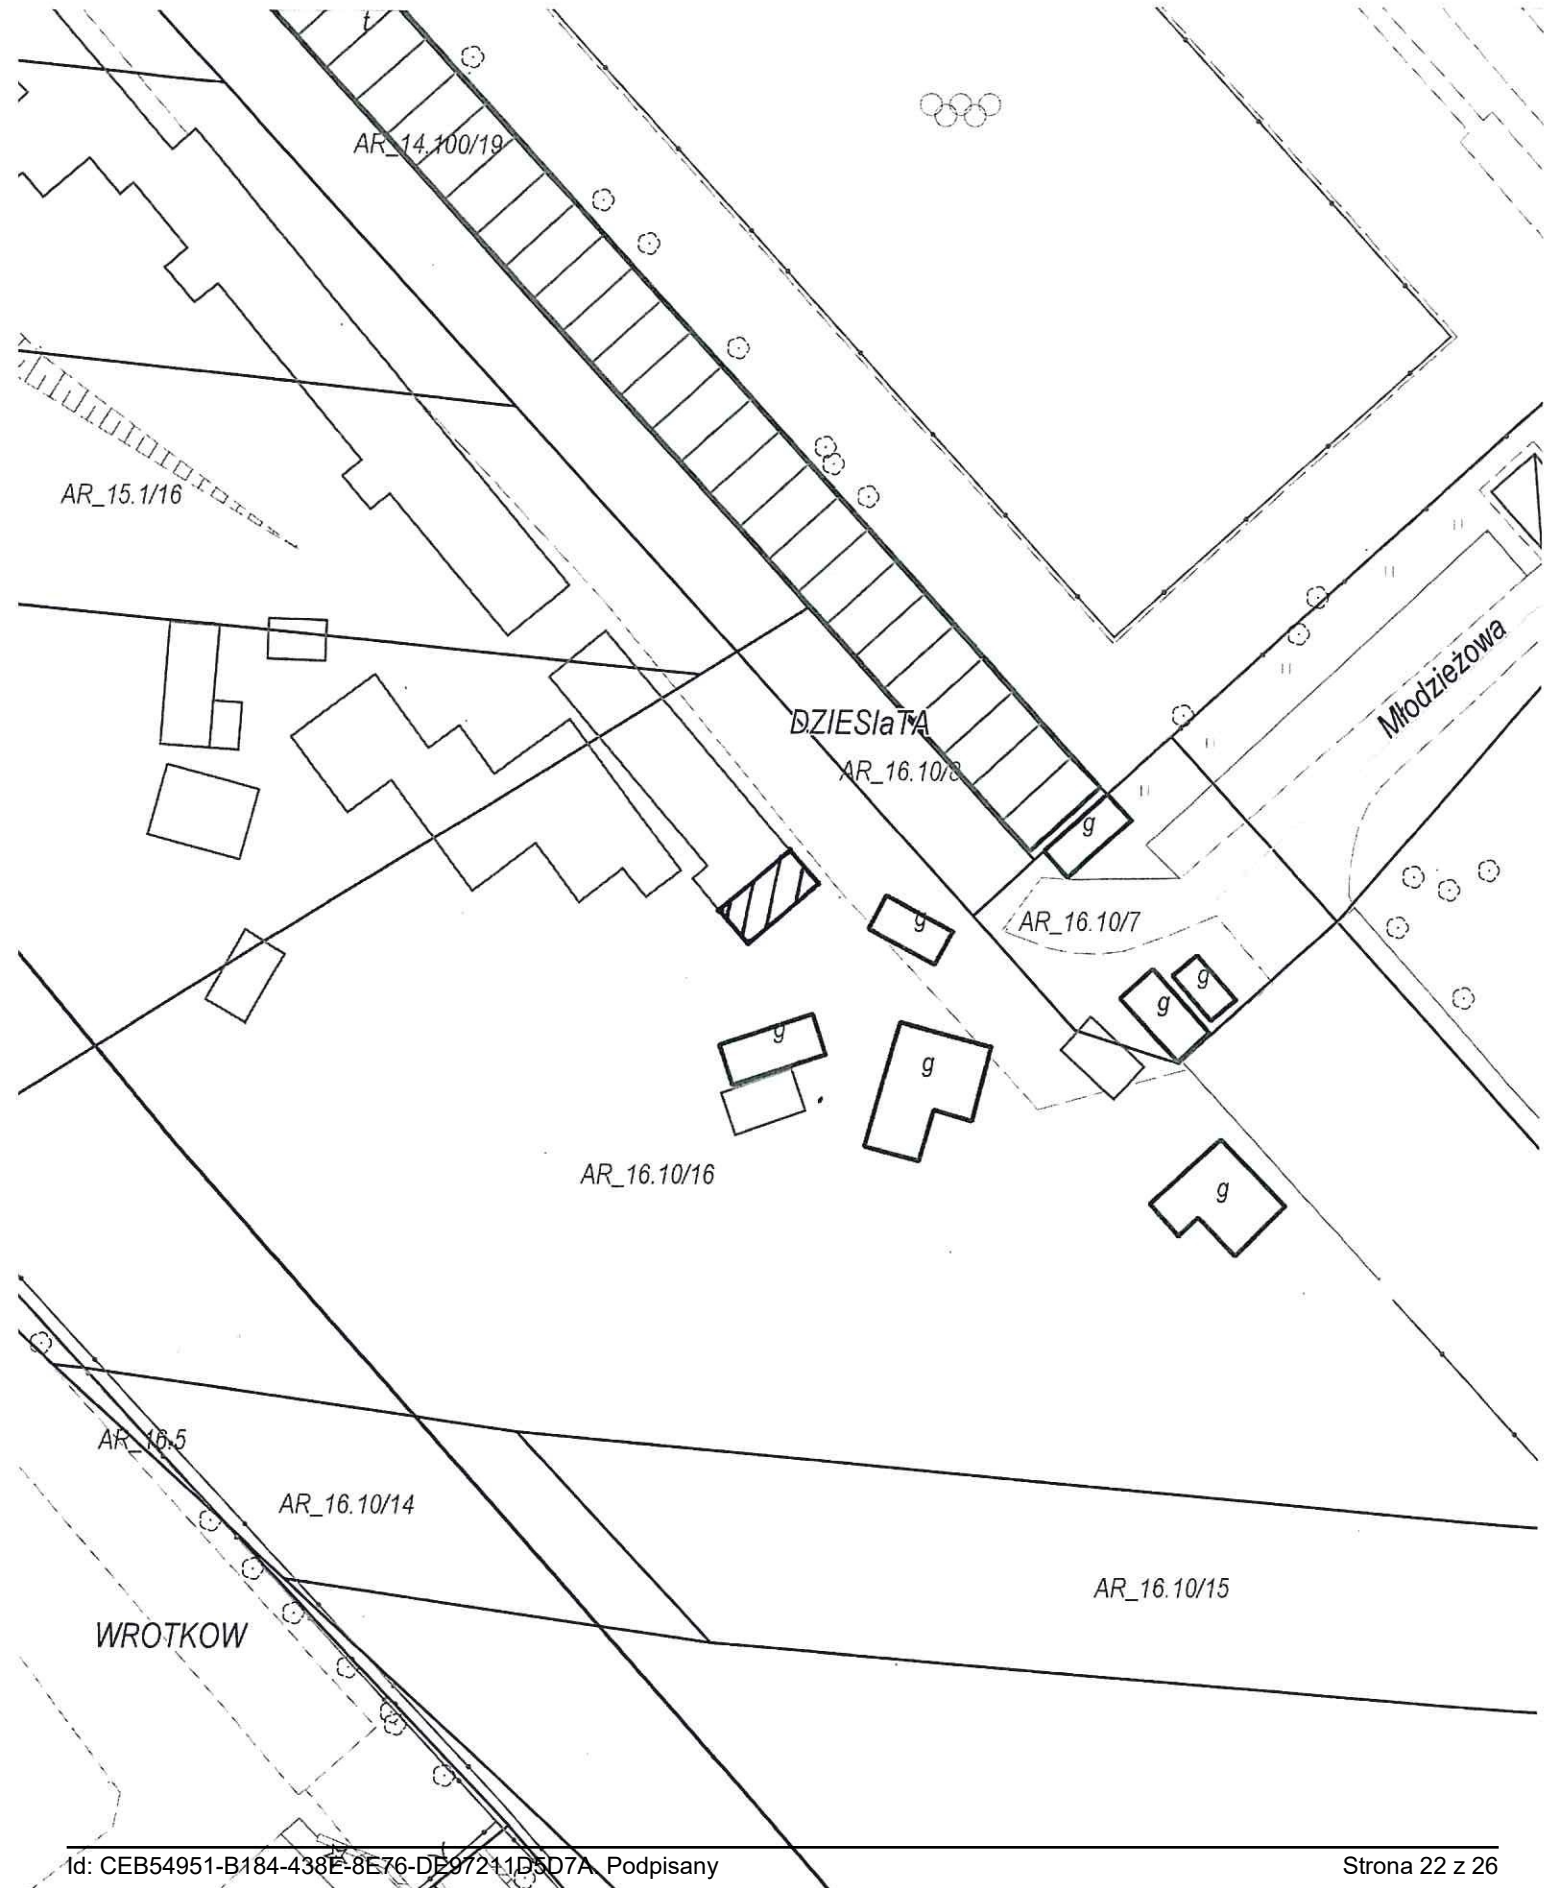 t
AR_14.100/19
AR_15.1/16
Młodzieżowa
DZIESIaTA
AR_16.10/8
g
AR_16.10/7
g
g
g
g
g
AR_16.10/16
g
AR_16.5
AR_16.10/14
AR_16.10/15
WROTKOW
Id: CEB54951-B184-438E-8E76-DE97211D5D7A. Podpisany
Strona 22 z 26